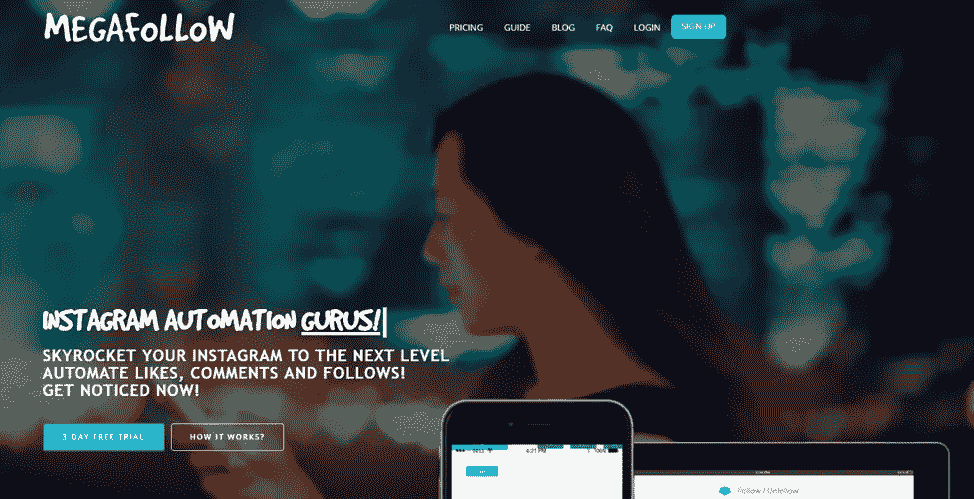 MEGAFOLLOW
PRICING GUIDE BLOG FAQ LOGIN SIGN UP
INSTAGRAM AUTOMATION GURUS!
SKYROCKET YOUR INSTAGRAM TO THE NEXT LEVEL
AUTOMATE LIKES, COMMENTS AND FOLLOWS!
GET NOTICED NOW!
3 DAY FREE TRIAL HOW IT WORKS?
4:21 PM 100%
Follow / Unfollow